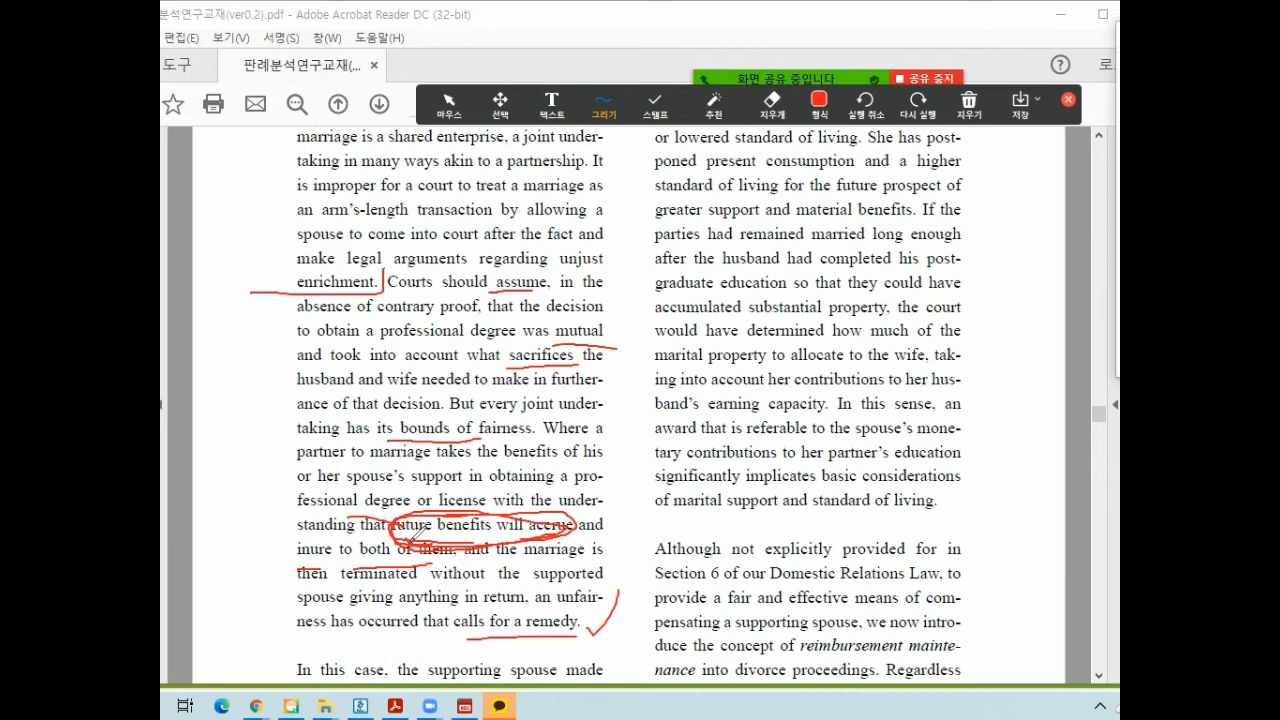 분석연구교재(ver0.2).pdf - Adobe Acrobat Reader DC (32-bit)
편집(E) 보기(V) 서명(S) 창(W) 도움말(H)
도구 판례분석연구교재(... × ? 로
화면 공유 중입니다 공유 중지
마우스 선택 텍스트 그리기 스탬프 추천 지우개 형식 실행 취소 다시 실행 지우기 저장
marriage is a shared enterprise, a joint under-
taking in many ways akin to a partnership. It
is improper for a court to treat a marriage as
an arm's-length transaction by allowing a
spouse to come into court after the fact and
make legal arguments regarding unjust
enrichment. Courts should assume, in the
absence of contrary proof, that the decision
to obtain a professional degree was mutual
and took into account what sacrifices the
husband and wife needed to make in further-
ance of that decision. But every joint under-
taking has its bounds of fairness. Where a
partner to marriage takes the benefits of his
or her spouse's support in obtaining a pro-
fessional degree or license with the under-
standing that future benefits will accrue and
inure to both of them, and the marriage is
then terminated without the supported
spouse giving anything in return, an unfair-
ness has occurred that calls for a remedy.
In this case, the supporting spouse made
or lowered standard of living. She has post-
poned present consumption and a higher
standard of living for the future prospect of
greater support and material benefits. If the
parties had remained married long enough
after the husband had completed his post-
graduate education so that they could have
accumulated substantial property, the court
would have determined how much of the
marital property to allocate to the wife, tak-
ing into account her contributions to her hus-
band's earning capacity. In this sense, an
award that is referable to the spouse's mone-
tary contributions to her partner's education
significantly implicates basic considerations
of marital support and standard of living.
Although not explicitly provided for in
Section 6 of our Domestic Relations Law, to
provide a fair and effective means of com-
pensating a supporting spouse, we now intro-
duce the concept of reimbursement mainte-
nance into divorce proceedings. Regardless